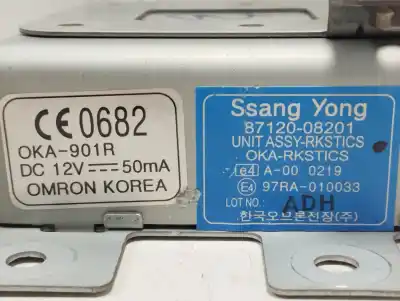 CE0682
OKA-901R
DC 12V ⎓ 50mA
OMRON KOREA
Ssang Yong
87120-08201
UNIT ASSY-RKSTICS
OKA-RKSTICS
e4 A-00 0219
E4 97RA-010033
LOT NO: ADH
한국오므론전장(주)